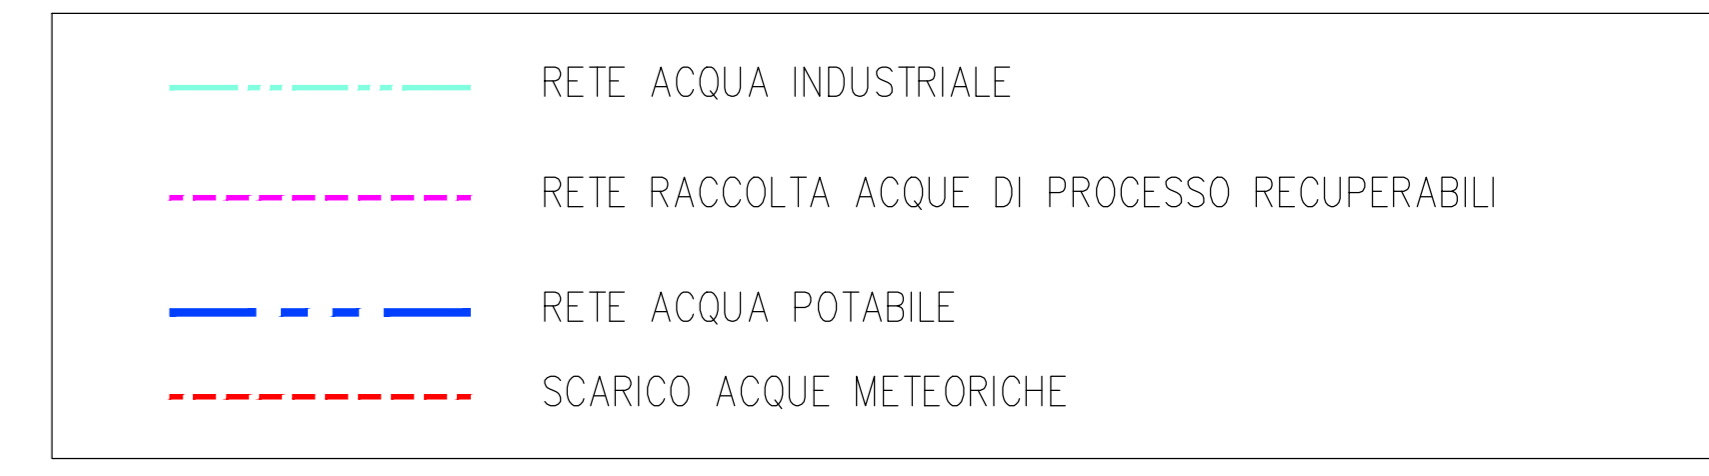 RETE ACQUA INDUSTRIALE
RETE RACCOLTA ACQUE DI PROCESSO RECUPERABILI
RETE ACQUA POTABILE
SCARICO ACQUE METEORICHE